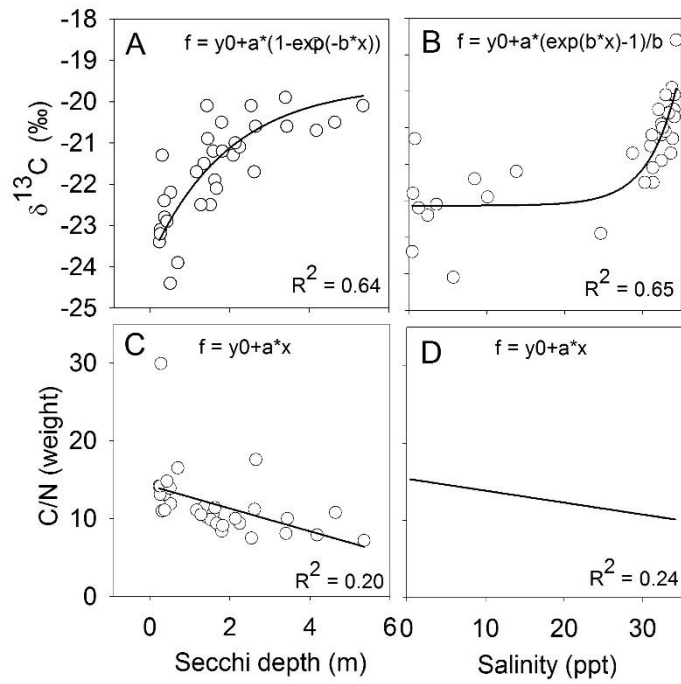 A
f = y0+a*(1-exp(-b*x))
B
f = y0+a*(exp(b*x)-1)/b
-18
-19
-20
-21
-22
-23
-24
-25
δ13C (‰)
R2 = 0.64
R2 = 0.65
C
f = y0+a*x
D
f = y0+a*x
30
20
10
0
C/N (weight)
R2 = 0.20
R2 = 0.24
0 2 4 6
0 10 20 30
Secchi depth (m)
Salinity (ppt)